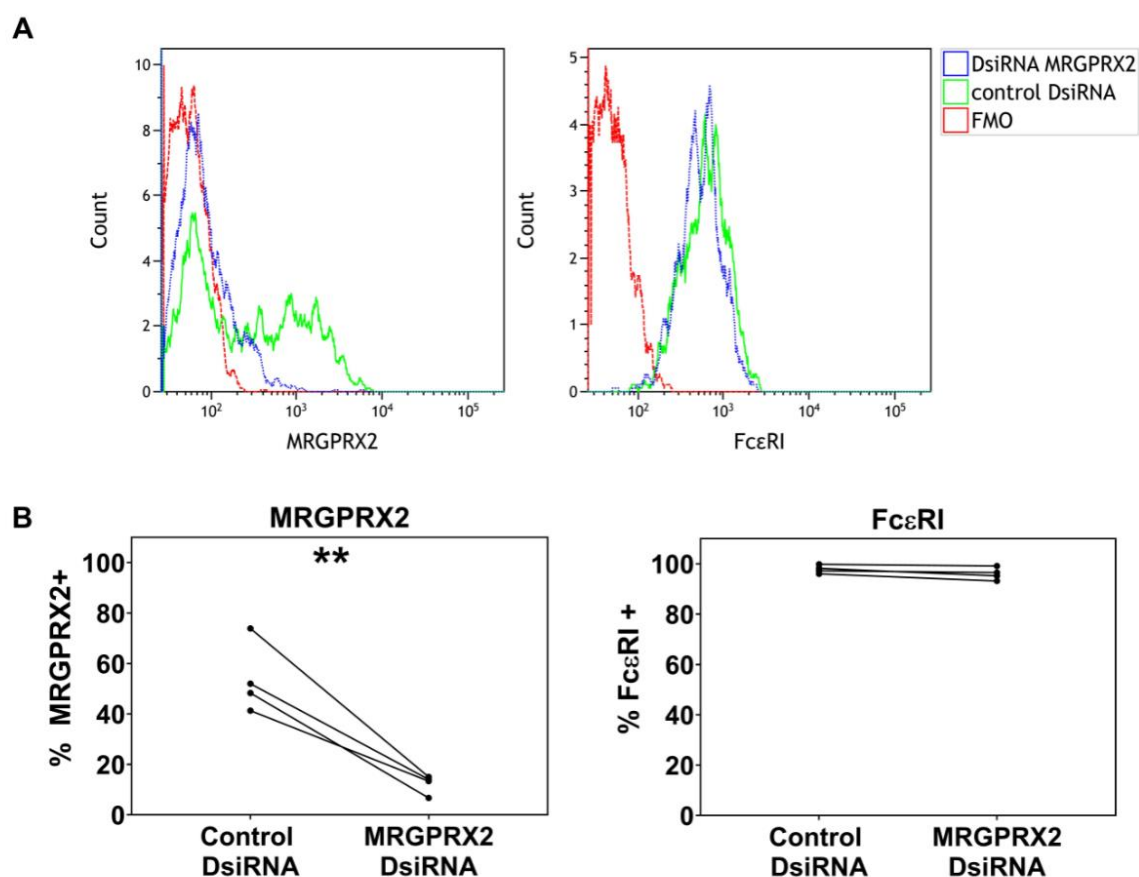 A
10
8
6
4
2
0
Count
10²
10³
10⁴
10⁵
MRGPRX2
5
4
3
2
1
0
Count
10²
10³
10⁴
10⁵
FcεRI
DsiRNA MRGPRX2
control DsiRNA
FMO
B
MRGPRX2
**
100
80
60
40
20
0
% MRGPRX2+
Control
DsiRNA
MRGPRX2
DsiRNA
FcεRI
100
80
60
40
20
0
% FcεRI +
Control
DsiRNA
MRGPRX2
DsiRNA